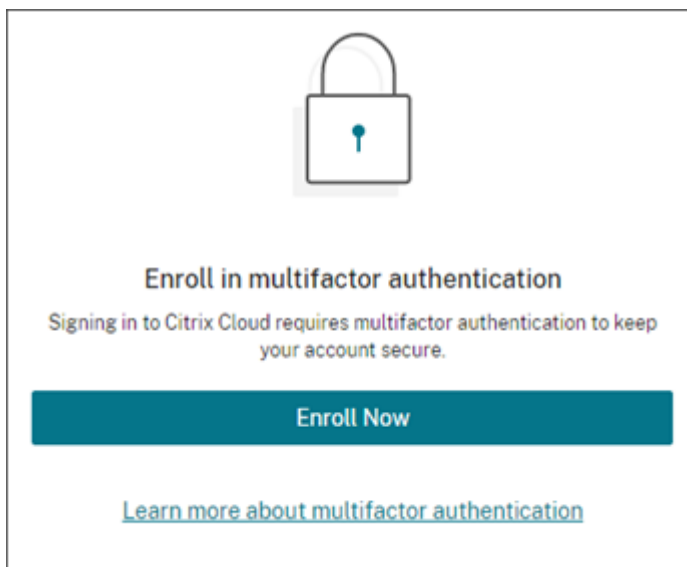 Enroll in multifactor authentication
Signing in to Citrix Cloud requires multifactor authentication to keep
your account secure.
Enroll Now
Learn more about multifactor authentication